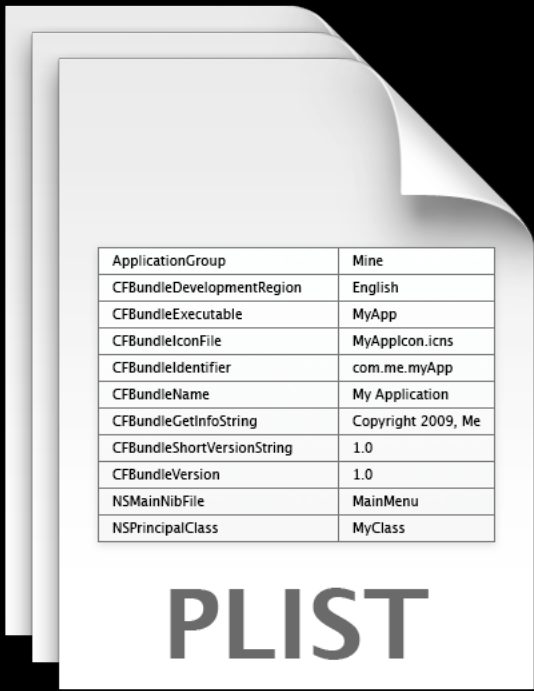 ApplicationGroup Mine
CFBundleDevelopmentRegion English
CFBundleExecutable MyApp
CFBundleIconFile MyAppIcon.icns
CFBundleIdentifier com.me.myApp
CFBundleName My Application
CFBundleGetInfoString Copyright 2009, Me
CFBundleShortVersionString 1.0
CFBundleVersion 1.0
NSMainNibFile MainMenu
NSPrincipalClass MyClass
PLIST